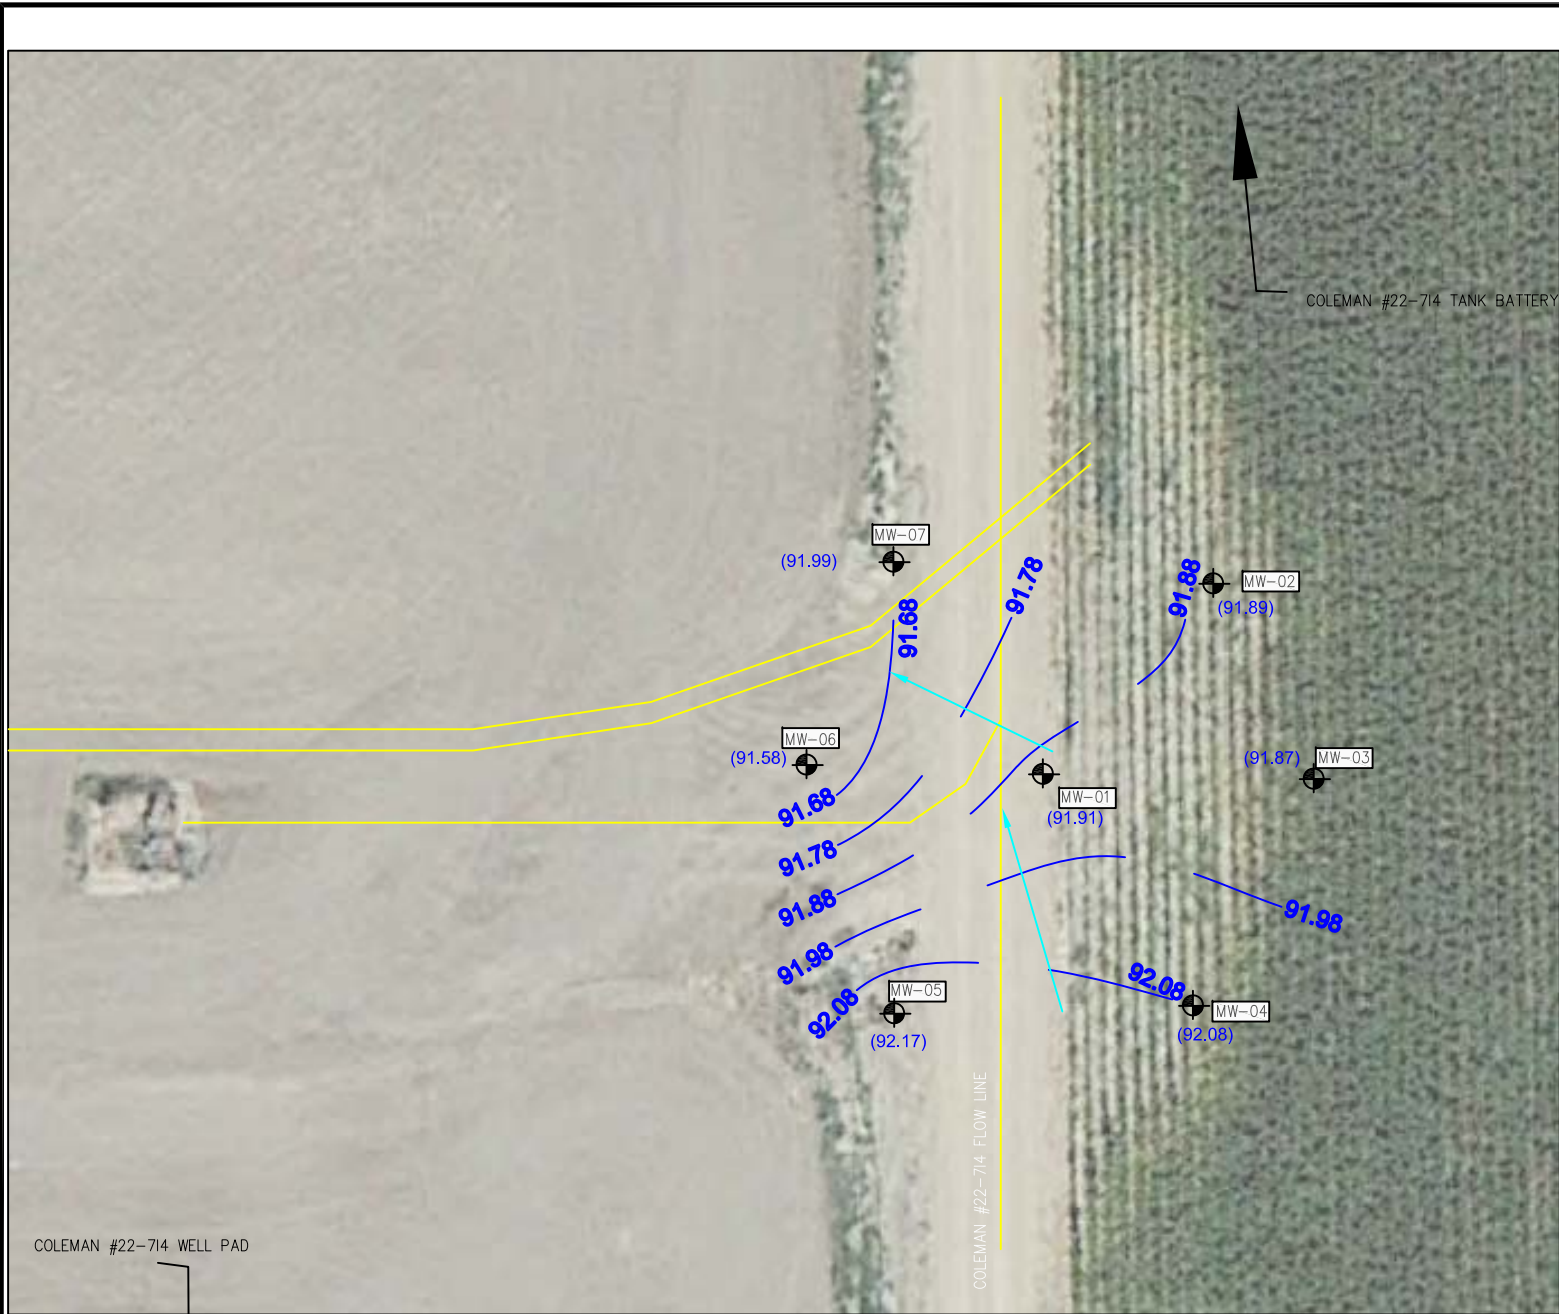 COLEMAN #22-714 TANK BATTERY
MW-07
(91.99)
91.78
91.88
MW-02
(91.89)
91.68
MW-06
(91.58)
(91.87)
MW-03
91.68
MW-01
(91.91)
91.78
91.88
91.98
91.98
92.08
92.08
MW-05
(92.17)
MW-04
(92.08)
COLEMAN #22-714 FLOW LINE
COLEMAN #22-714 WELL PAD